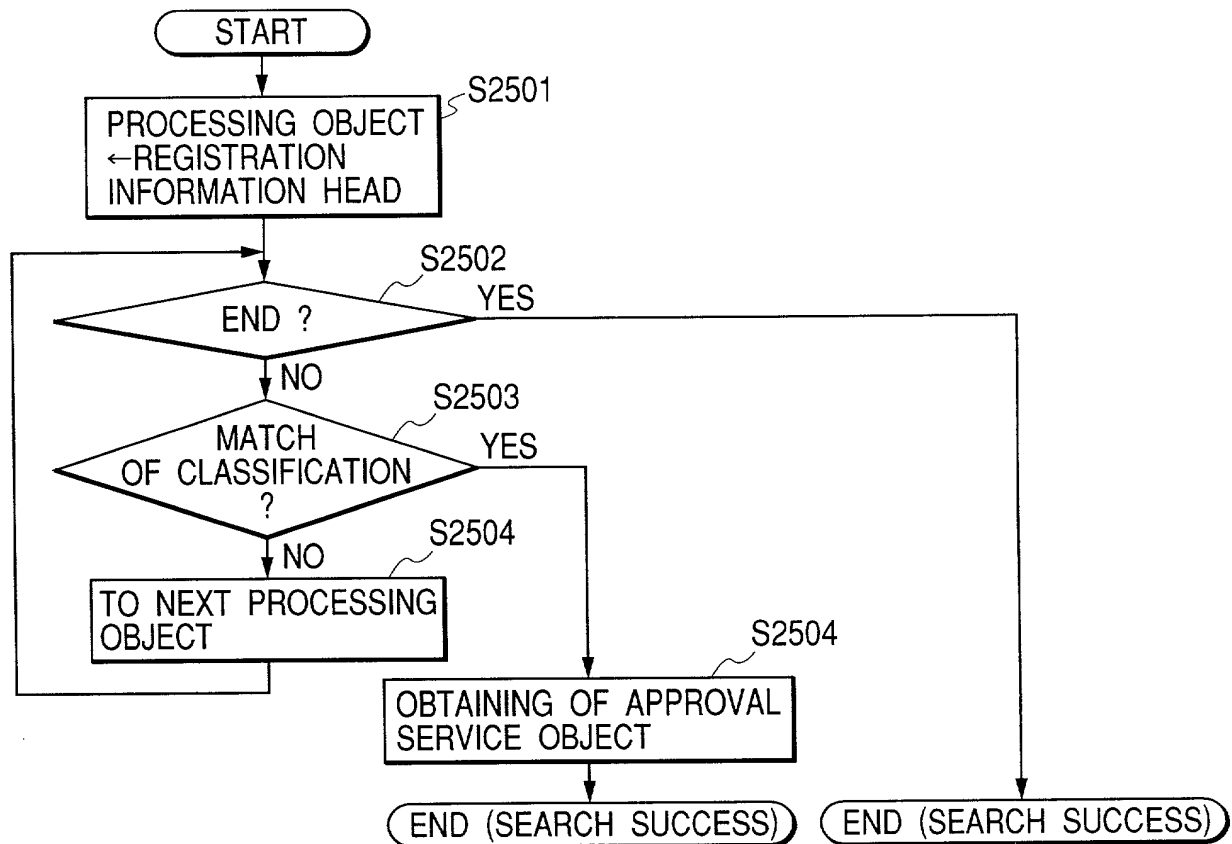 START
S2501
PROCESSING OBJECT
←REGISTRATION
INFORMATION HEAD
S2502
END ?
YES
NO
S2503
MATCH
OF CLASSIFICATION
?
YES
NO
S2504
TO NEXT PROCESSING
OBJECT
S2504
OBTAINING OF APPROVAL
SERVICE OBJECT
END (SEARCH SUCCESS)
END (SEARCH SUCCESS)